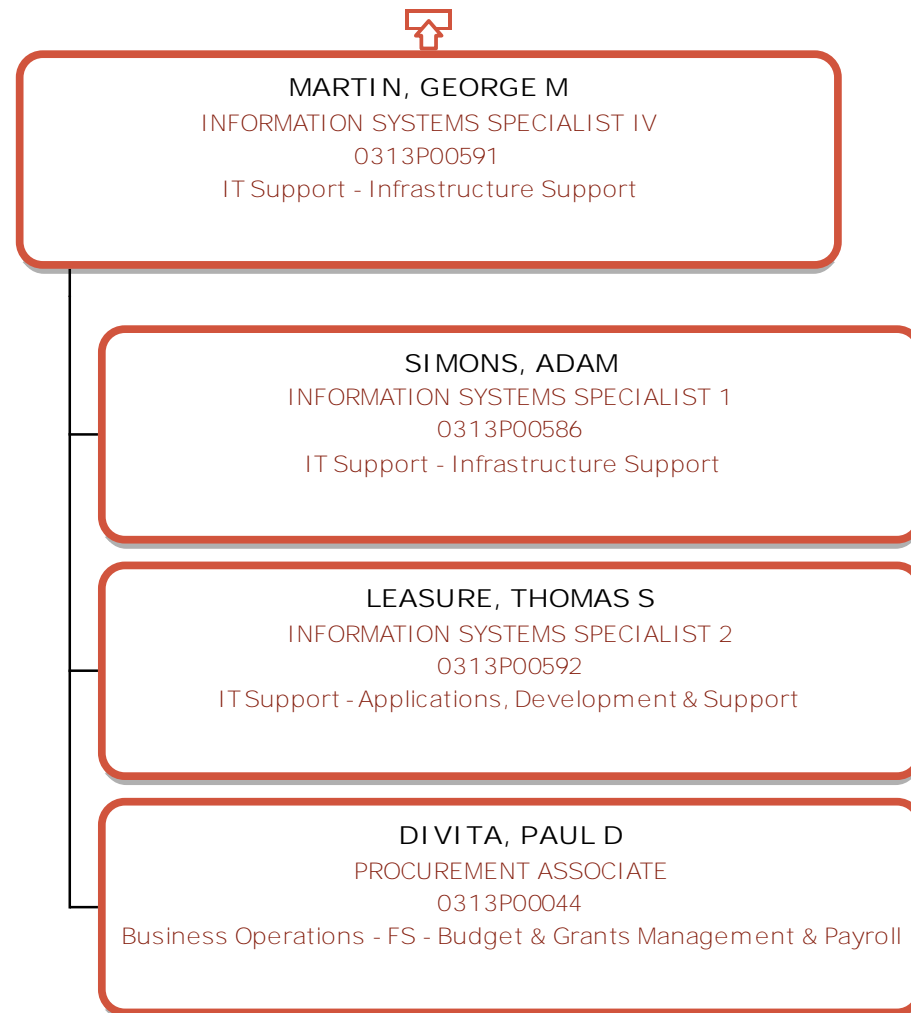 MARTIN, GEORGE M
INFORMATION SYSTEMS SPECIALIST IV
0313P00591
IT Support - Infrastructure Support
SIMONS, ADAM
INFORMATION SYSTEMS SPECIALIST 1
0313P00586
IT Support - Infrastructure Support
LEASURE, THOMAS S
INFORMATION SYSTEMS SPECIALIST 2
0313P00592
IT Support - Applications, Development & Support
DIVITA, PAUL D
PROCUREMENT ASSOCIATE
0313P00044
Business Operations - FS - Budget & Grants Management & Payroll